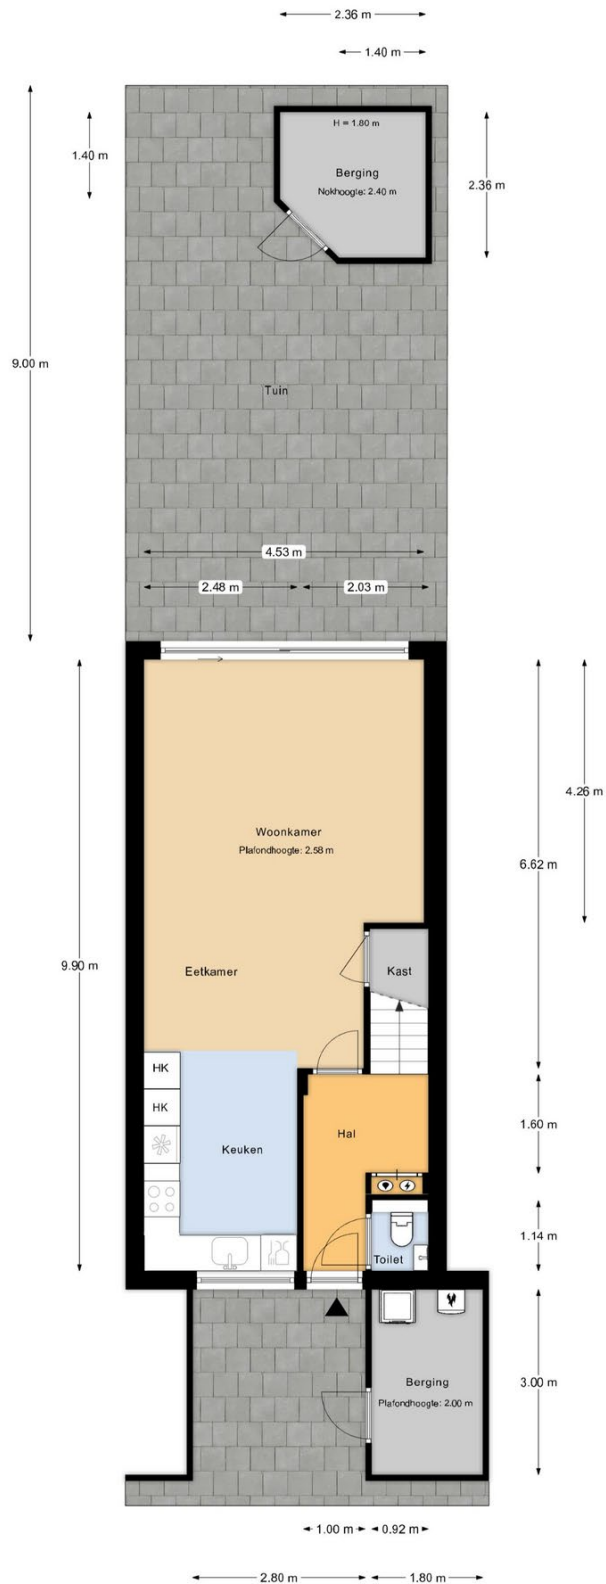 2.36 m
1.40 m
H = 1.80 m
1.40 m
Berging
2.36 m
Nokhoogte: 2.40 m
9.00 m
Tuin
4.53 m
2.48 m
2.03 m
4.26 m
Woonkamer
Plafondhoogte: 2.58 m
6.62 m
9.90 m
Eetkamer
Kast
HK
HK
1.60 m
Hal
Keuken
1.14 m
Toilet
Berging
3.00 m
Plafondhoogte: 2.00 m
1.00 m
0.92 m
2.80 m
1.80 m